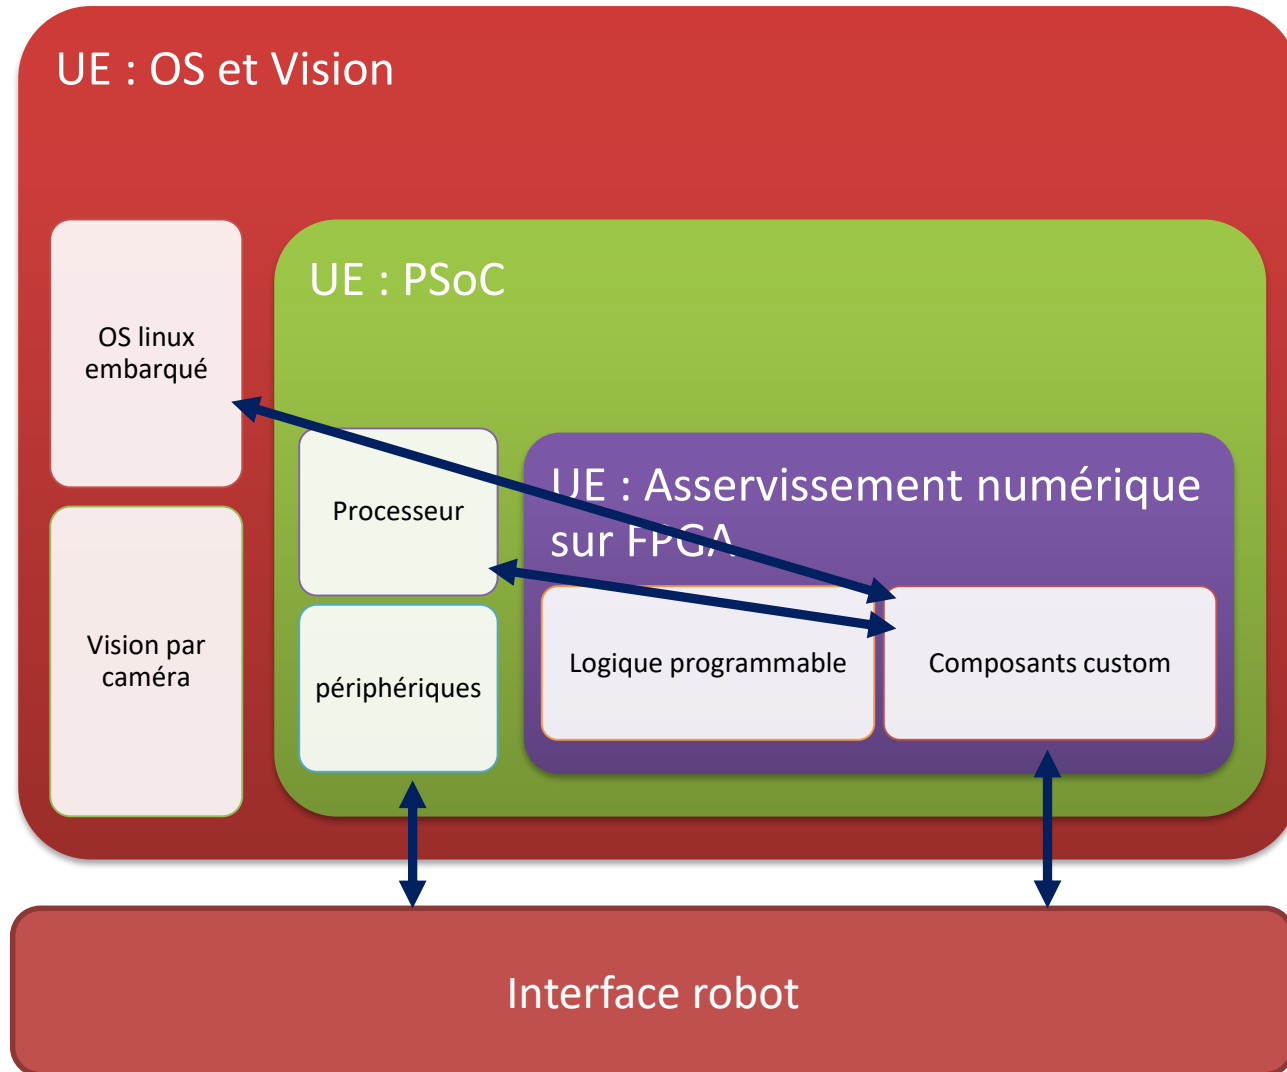 UE : OS et Vision
OS linux
embarqué
Vision par
caméra
UE : PSoC
Processeur
périphériques
UE : Asservissement numérique
sur FPGA
Logique programmable
Composants custom
Interface robot